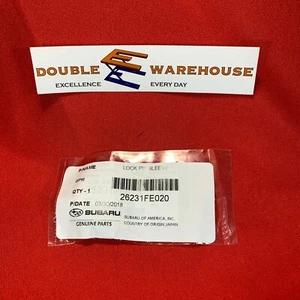 DOUBLE WAREHOUSE
EXCELLENCE EVERY DAY
P/NAME LOCK P
QTY - 1
26231FE020
P/DATE 03/30/2018
SUBARU
GENUINE PARTS
SUBARU OF AMERICA, INC.
COUNTRY OF ORIGIN JAPAN